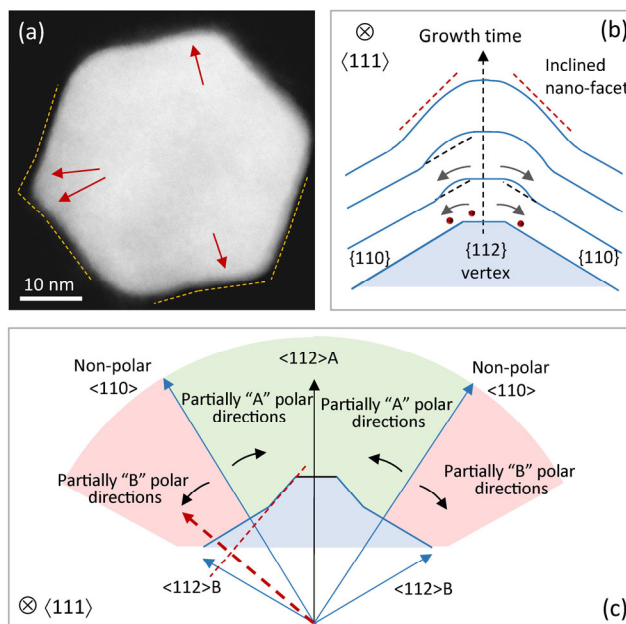 (a)
10 nm
(b)
⊗
⟨111⟩
Growth time
Inclined
nano-facet
{110}
{112}
vertex
{110}
Non-polar
<110>
<112>A
Non-polar
<110>
Partially “A” polar
directions
Partially “A” polar
directions
Partially “B” polar
directions
Partially “B” polar
directions
<112>B
<112>B
⊗ ⟨111⟩
(c)